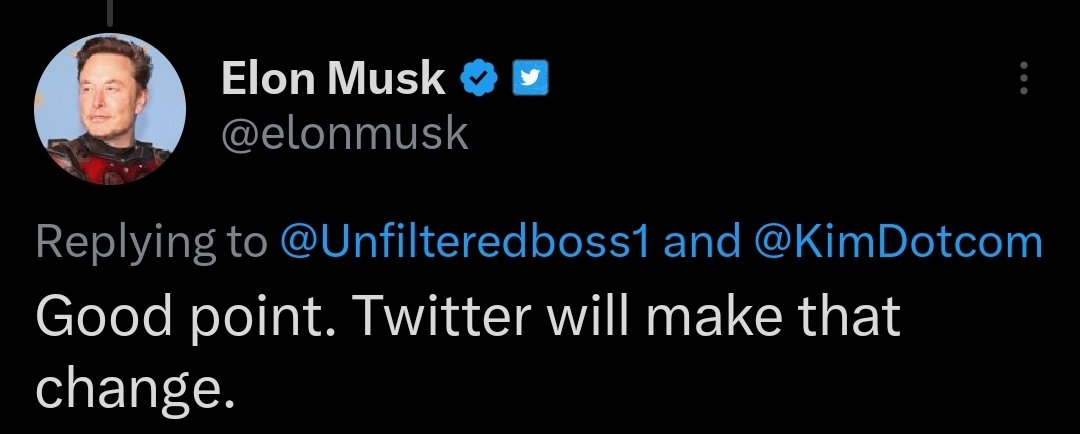 Elon Musk
@elonmusk
Replying to @Unfilteredboss1 and @KimDotcom
Good point. Twitter will make that
change.